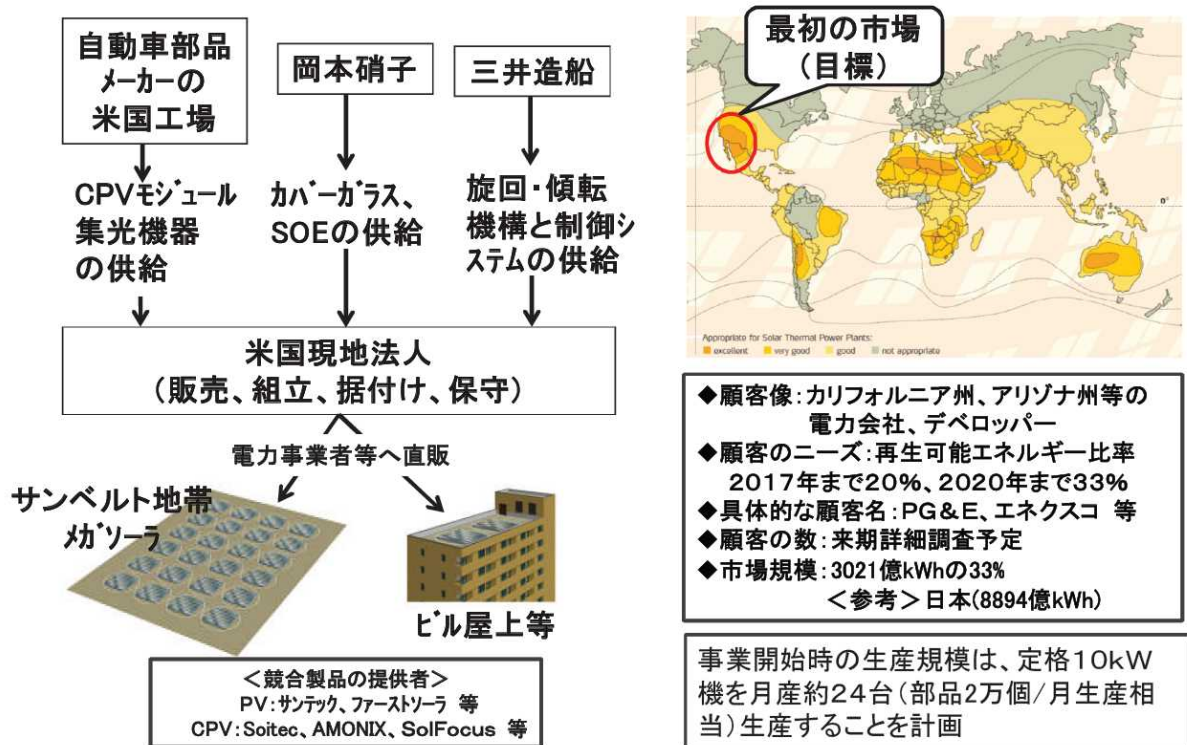 自動車部品
メーカーの
米国工場
岡本硝子
三井造船
CPVﾓｼﾞｭｰﾙ
集光機器
の供給
ｶﾊﾞｰｶﾞﾗｽ、
SOEの供給
旋回・傾転
機構と制御ｼ
ｽﾃﾑの供給
米国現地法人
（販売、組立、据付け、保守）
電力事業者等へ直販
サンベルト地帯
ﾒｶﾞｿｰﾗ
ﾋﾞﾙ屋上等
＜競合製品の提供者＞
PV：サンテック、ファーストソーラ 等
CPV：Soitec、AMONIX、SolFocus 等
最初の市場
（目標）
0°
Appropriate for Solar Thermal Power Plants:
excellent very good good not appropriate
◆顧客像：カリフォルニア州、アリゾナ州等の
電力会社、デベロッパー
◆顧客のニーズ：再生可能エネルギー比率
２０１７年まで２０％、２０２０年まで３３％
◆具体的な顧客名：ＰＧ＆Ｅ、エネクスコ 等
◆顧客の数：来期詳細調査予定
◆市場規模：3021億kWhの33%
＜参考＞日本(8894億kWh)
事業開始時の生産規模は、定格１０ｋＷ
機を月産約２４台（部品2万個/月生産相
当）生産することを計画